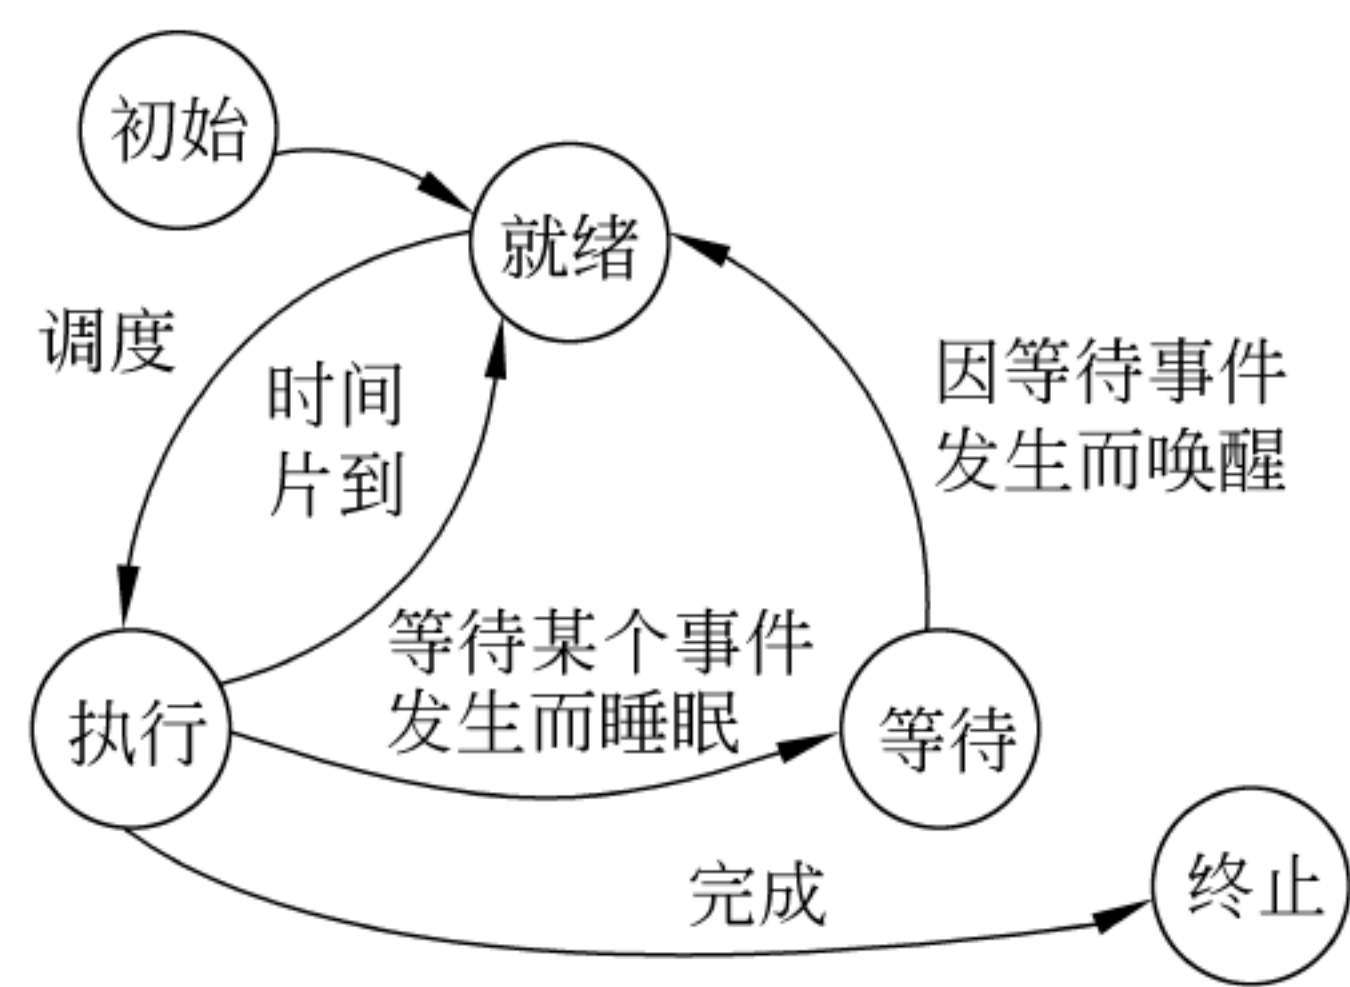 初始
就绪
调度
时间
片到
因等待事件
发生而唤醒
等待某个事件
发生而睡眠
执行
等待
完成
终止